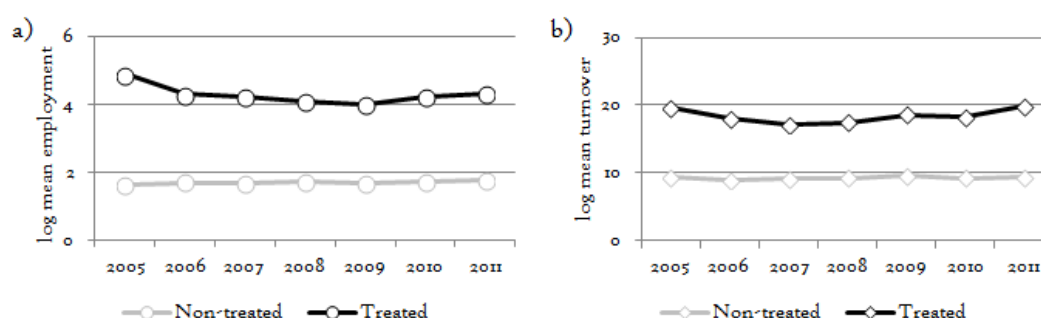 a)
log mean employment
6
4
2
0
2005 2006 2007 2008 2009 2010 2011
Non-treated Treated
b)
log mean turnover
30
20
10
0
2005 2006 2007 2008 2009 2010 2011
Non-treated Treated